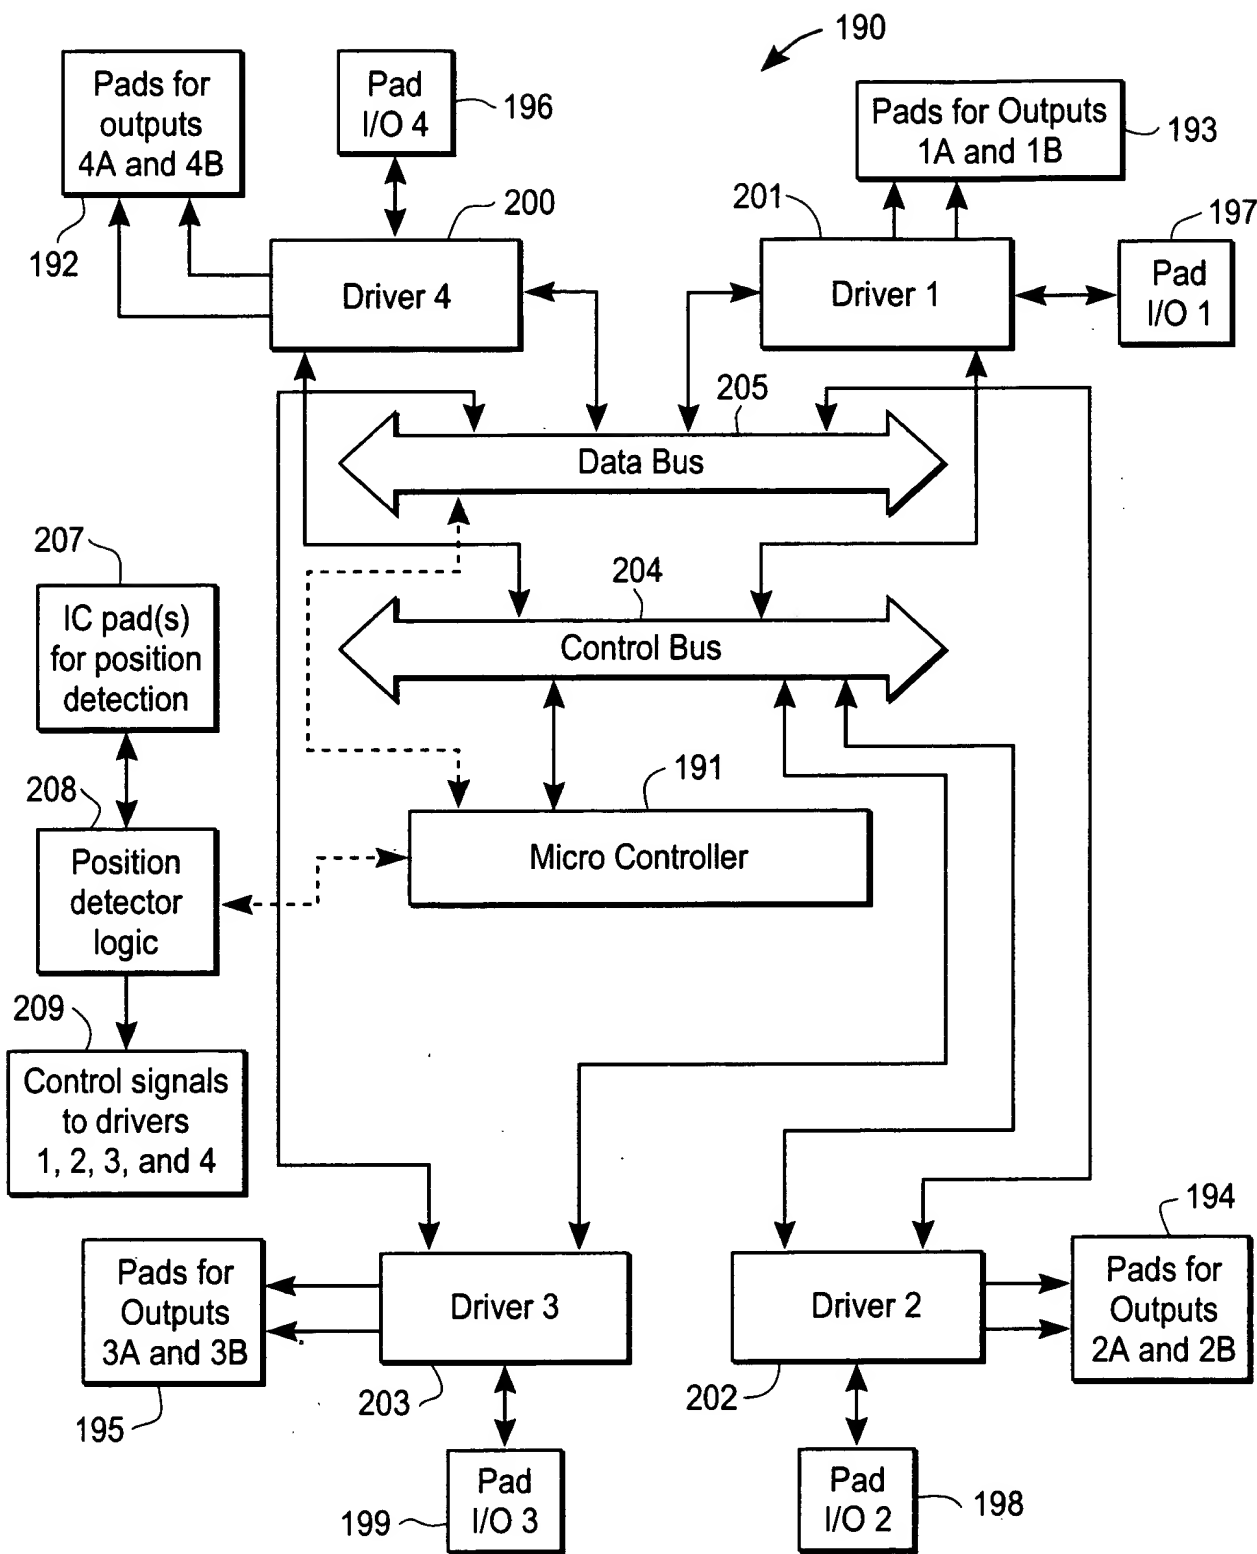 190
Pads for
outputs
4A and 4B
192
Pad
I/O 4
196
Pads for Outputs
1A and 1B
193
200
Driver 4
201
Driver 1
197
Pad
I/O 1
205
Data Bus
207
IC pad(s)
for position
detection
204
Control Bus
208
Position
detector
logic
191
Micro Controller
209
Control signals
to drivers
1, 2, 3, and 4
194
Pads for
Outputs
3A and 3B
195
Driver 3
203
Driver 2
202
Pads for
Outputs
2A and 2B
Pad
I/O 3
199
Pad
I/O 2
198